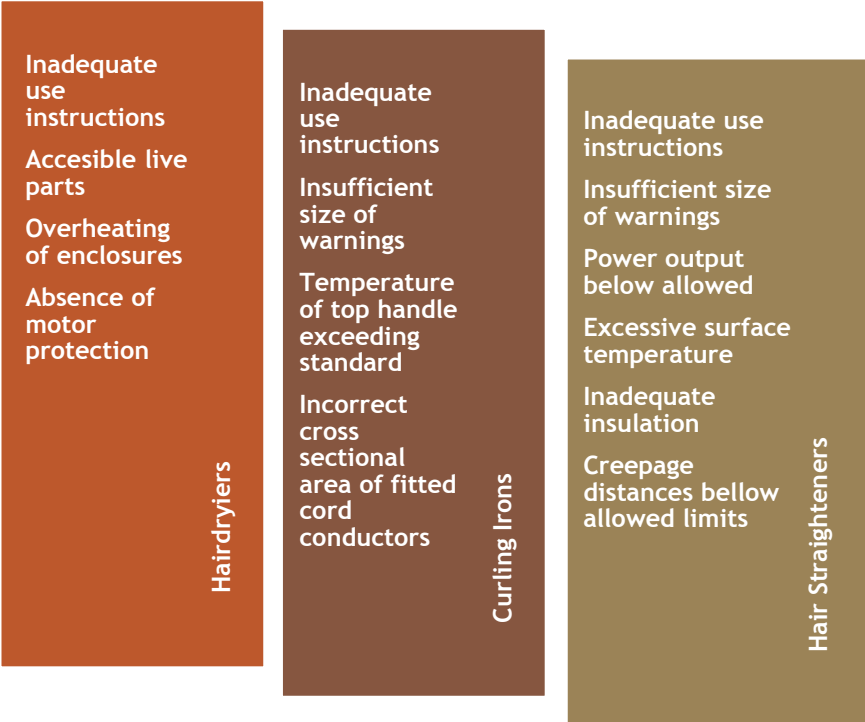 Inadequate
use
instructions
Accesible live
parts
Overheating
of enclosures
Absence of
motor
protection
Hairdryiers
Inadequate
use
instructions
Insufficient
size of
warnings
Temperature
of top handle
exceeding
standard
Incorrect
cross
sectional
area of fitted
cord
conductors
Curling Irons
Inadequate use
instructions
Insufficient size
of warnings
Power output
below allowed
Excessive surface
temperature
Inadequate
insulation
Creepage
distances bellow
allowed limits
Hair Straighteners